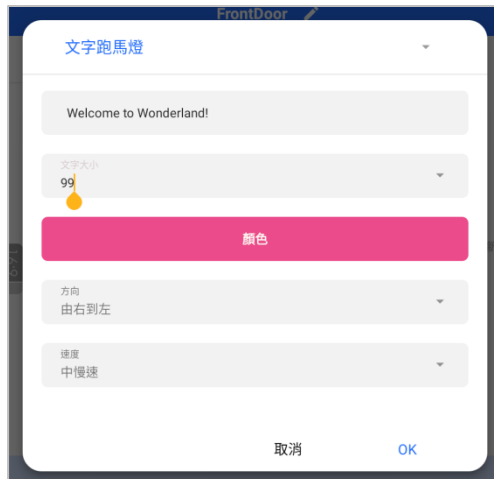 FrontDoor
文字跑馬燈
Welcome to Wonderland!
文字大小
99
顏色
方向
由右到左
速度
中慢速
取消
OK